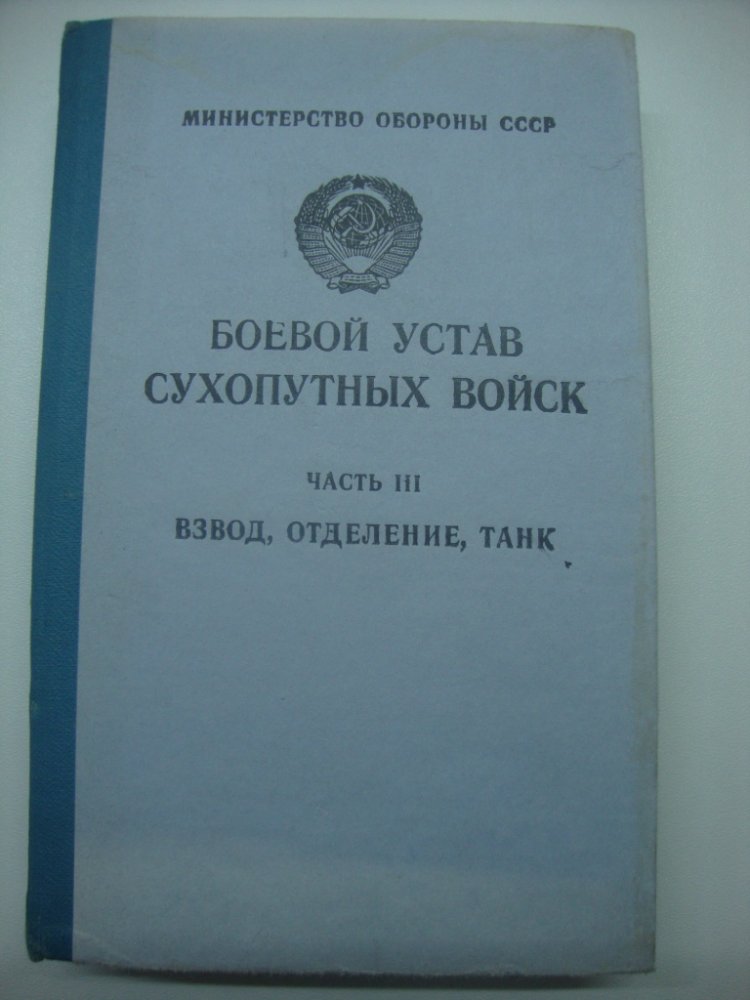 МИНИСТЕРСТВО ОБОРОНЫ СССР
БОЕВОЙ УСТАВ
СУХОПУТНЫХ ВОЙСК
ЧАСТЬ III
ВЗВОД, ОТДЕЛЕНИЕ, ТАНК